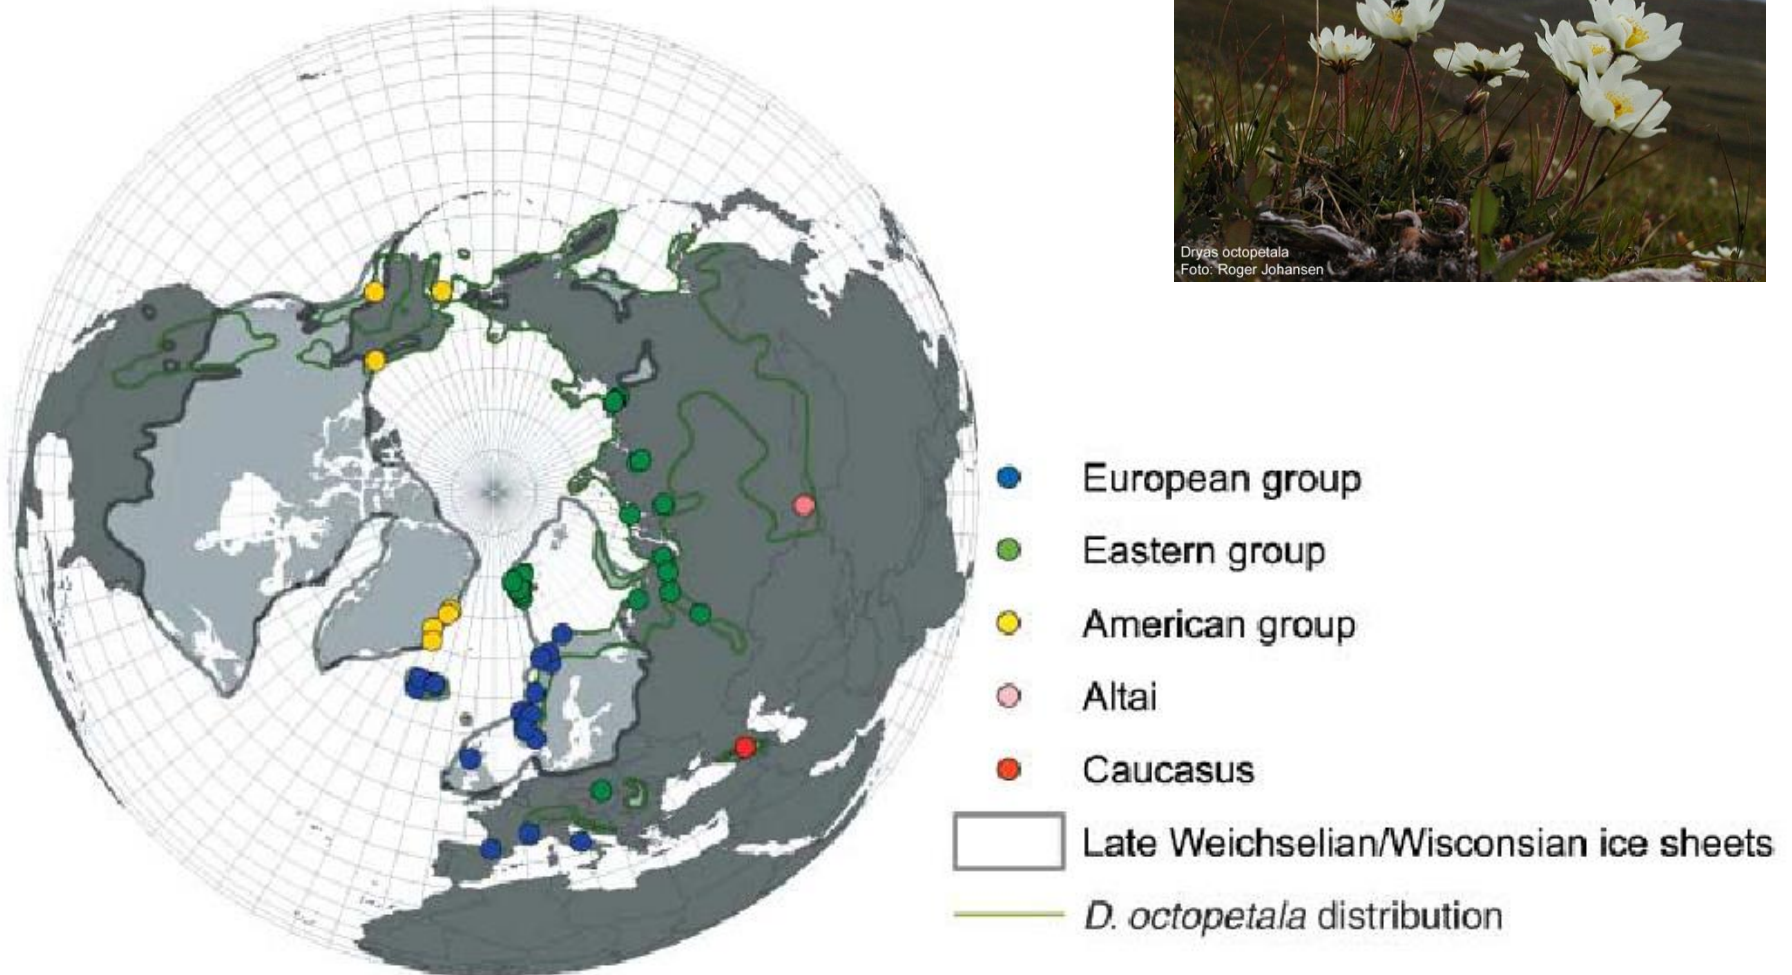 Dryas octopetala
Foto: Roger Johansen
European group
Eastern group
American group
Altai
Caucasus
Late Weichselian/Wisconsian ice sheets
D. octopetala distribution